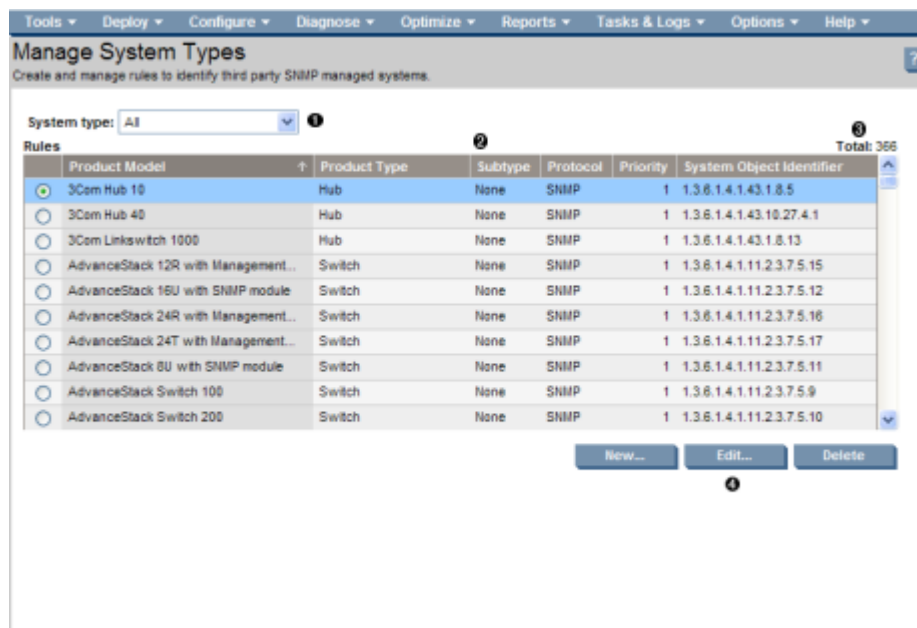 Tools Deploy Configure Diagnose Optimize Reports Tasks & Logs Options Help
Manage System Types
?
Create and manage rules to identify third party SNMP managed systems.
System type: All ❶
Rules ❷ ❸ Total: 366
Product Model ↑ Product Type Subtype Protocol Priority System Object Identifier
3Com Hub 10 Hub None SNMP 1 1.3.6.1.4.1.43.1.8.5
3Com Hub 40 Hub None SNMP 1 1.3.6.1.4.1.43.10.27.4.1
3Com Linkswitch 1000 Hub None SNMP 1 1.3.6.1.4.1.43.1.8.13
AdvanceStack 12R with Management... Switch None SNMP 1 1.3.6.1.4.1.11.2.3.7.5.15
AdvanceStack 16U with SNMP module Switch None SNMP 1 1.3.6.1.4.1.11.2.3.7.5.12
AdvanceStack 24R with Management... Switch None SNMP 1 1.3.6.1.4.1.11.2.3.7.5.16
AdvanceStack 24T with Management... Switch None SNMP 1 1.3.6.1.4.1.11.2.3.7.5.17
AdvanceStack 8U with SNMP module Switch None SNMP 1 1.3.6.1.4.1.11.2.3.7.5.11
AdvanceStack Switch 100 Switch None SNMP 1 1.3.6.1.4.1.11.2.3.7.5.9
AdvanceStack Switch 200 Switch None SNMP 1 1.3.6.1.4.1.11.2.3.7.5.10
New... Edit... Delete
❹